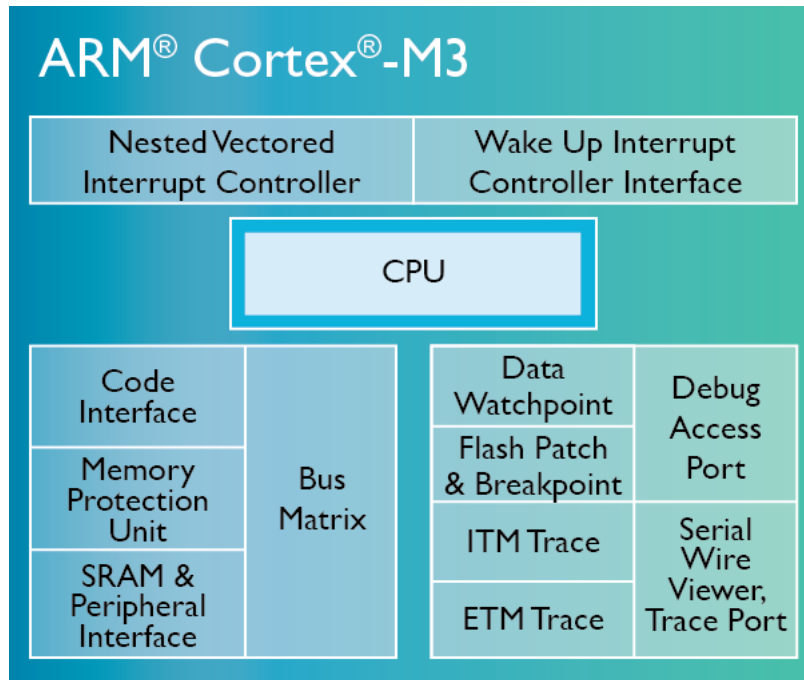 ARM® Cortex®-M3
Nested Vectored
Interrupt Controller
Wake Up Interrupt
Controller Interface
CPU
Code
Interface
Memory
Protection
Unit
SRAM &
Peripheral
Interface
Bus
Matrix
Data
Watchpoint
Flash Patch
& Breakpoint
ITM Trace
ETM Trace
Debug
Access
Port
Serial
Wire
Viewer,
Trace Port